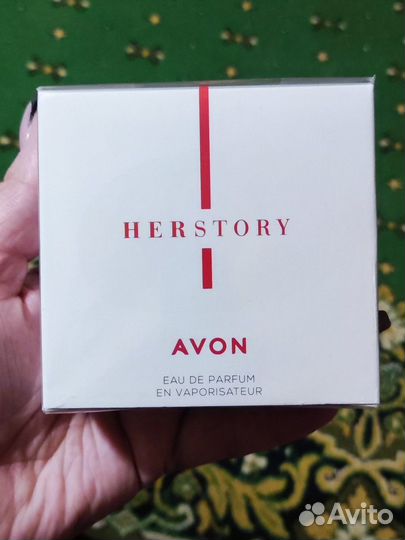 HERSTORY
AVON
EAU DE PARFUM
EN VAPORISATEUR
Avito